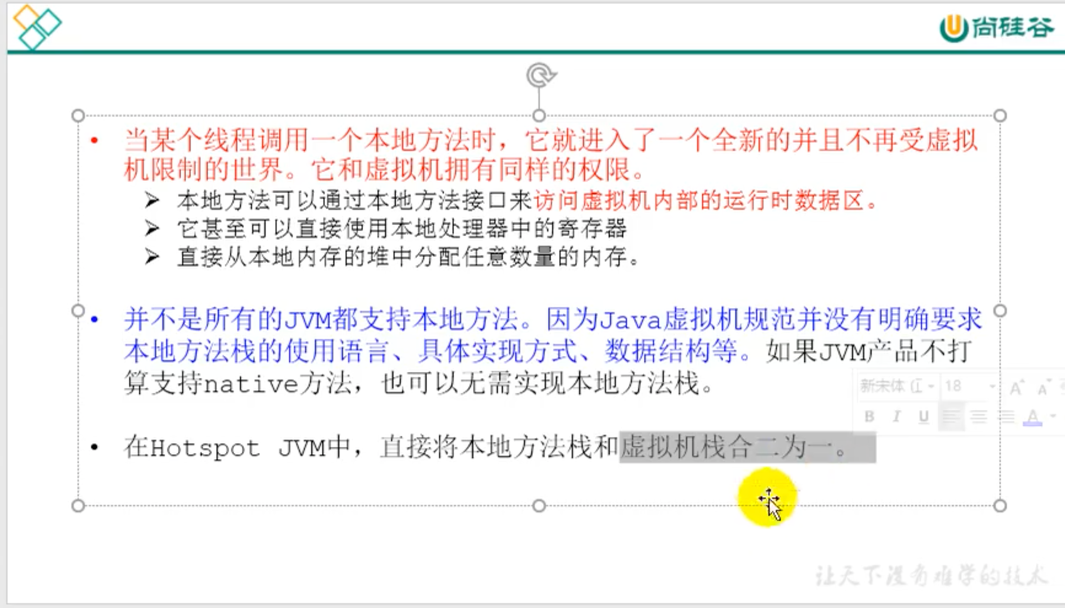 尚硅谷
• 当某个线程调用一个本地方法时，它就进入了一个全新的并且不再受虚拟
机限制的世界。它和虚拟机拥有同样的权限。
➢ 本地方法可以通过本地方法接口来访问虚拟机内部的运行时数据区。
➢ 它甚至可以直接使用本地处理器中的寄存器
➢ 直接从本地内存的堆中分配任意数量的内存。
• 并不是所有的JVM都支持本地方法。因为Java虚拟机规范并没有明确要求
本地方法栈的使用语言、具体实现方式、数据结构等。如果JVM产品不打
算支持native方法，也可以无需实现本地方法栈。
新宋体 18
B I U A
• 在Hotspot JVM中，直接将本地方法栈和虚拟机栈合二为一。
让天下没有难学的技术